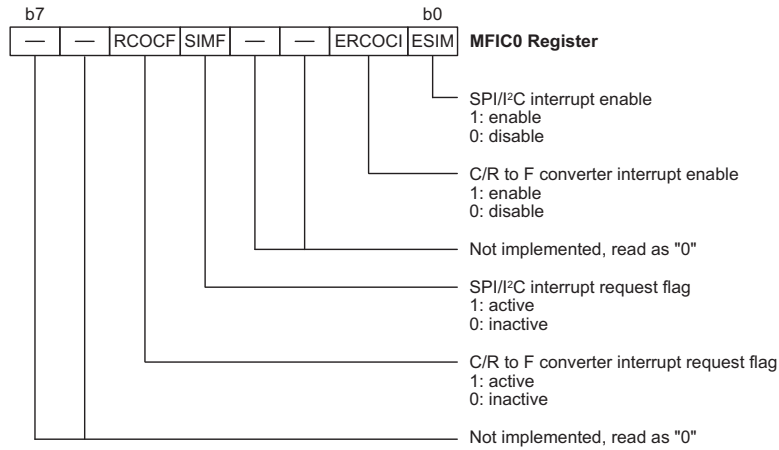 b7 b0
— — RCOCF SIMF — — ERCOCI ESIM MFIC0 Register
SPI/I²C interrupt enable
1: enable
0: disable
C/R to F converter interrupt enable
1: enable
0: disable
Not implemented, read as "0"
SPI/I²C interrupt request flag
1: active
0: inactive
C/R to F converter interrupt request flag
1: active
0: inactive
Not implemented, read as "0"